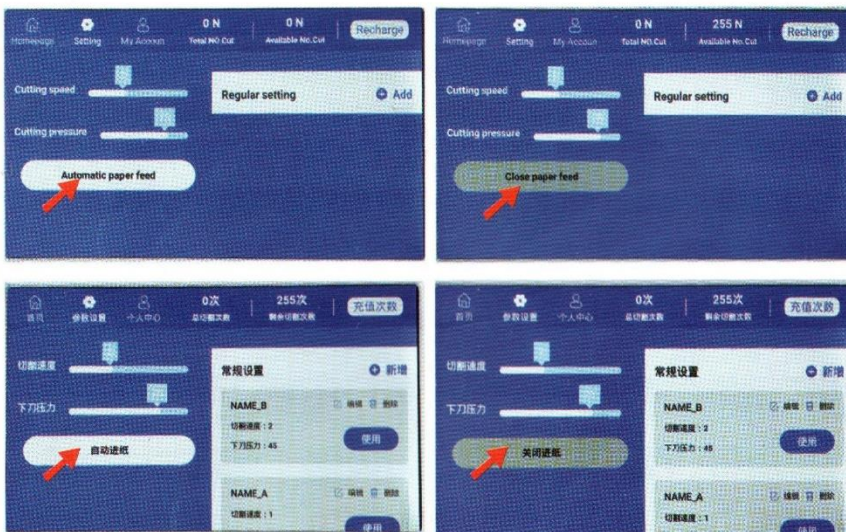 0 N
0 N
Recharge
Homepage
Setting
My Accoun
Total NO.Cut
Available No.Cut
Cutting speed
Regular setting
Add
Cutting pressure
Automatic paper feed
0 N
255 N
Recharge
Homepage
Setting
My Accoun
Total NO.Cut
Available No.Cut
Cutting speed
Regular setting
Add
Cutting pressure
Close paper feed
0次
255次
充值次数
首页
参数设置
个人中心
总切割次数
剩余切割次数
切割速度
常规设置
新增
下刀压力
NAME_B
编辑
删除
切割速度：2
下刀压力：45
使用
自动进纸
NAME_A
编辑
删除
切割速度：1
使用
0次
255次
充值次数
首页
参数设置
个人中心
总切割次数
剩余切割次数
切割速度
常规设置
新增
下刀压力
NAME_B
编辑
删除
切割速度：2
下刀压力：45
使用
关闭进纸
NAME_A
编辑
删除
切割速度：1
使用